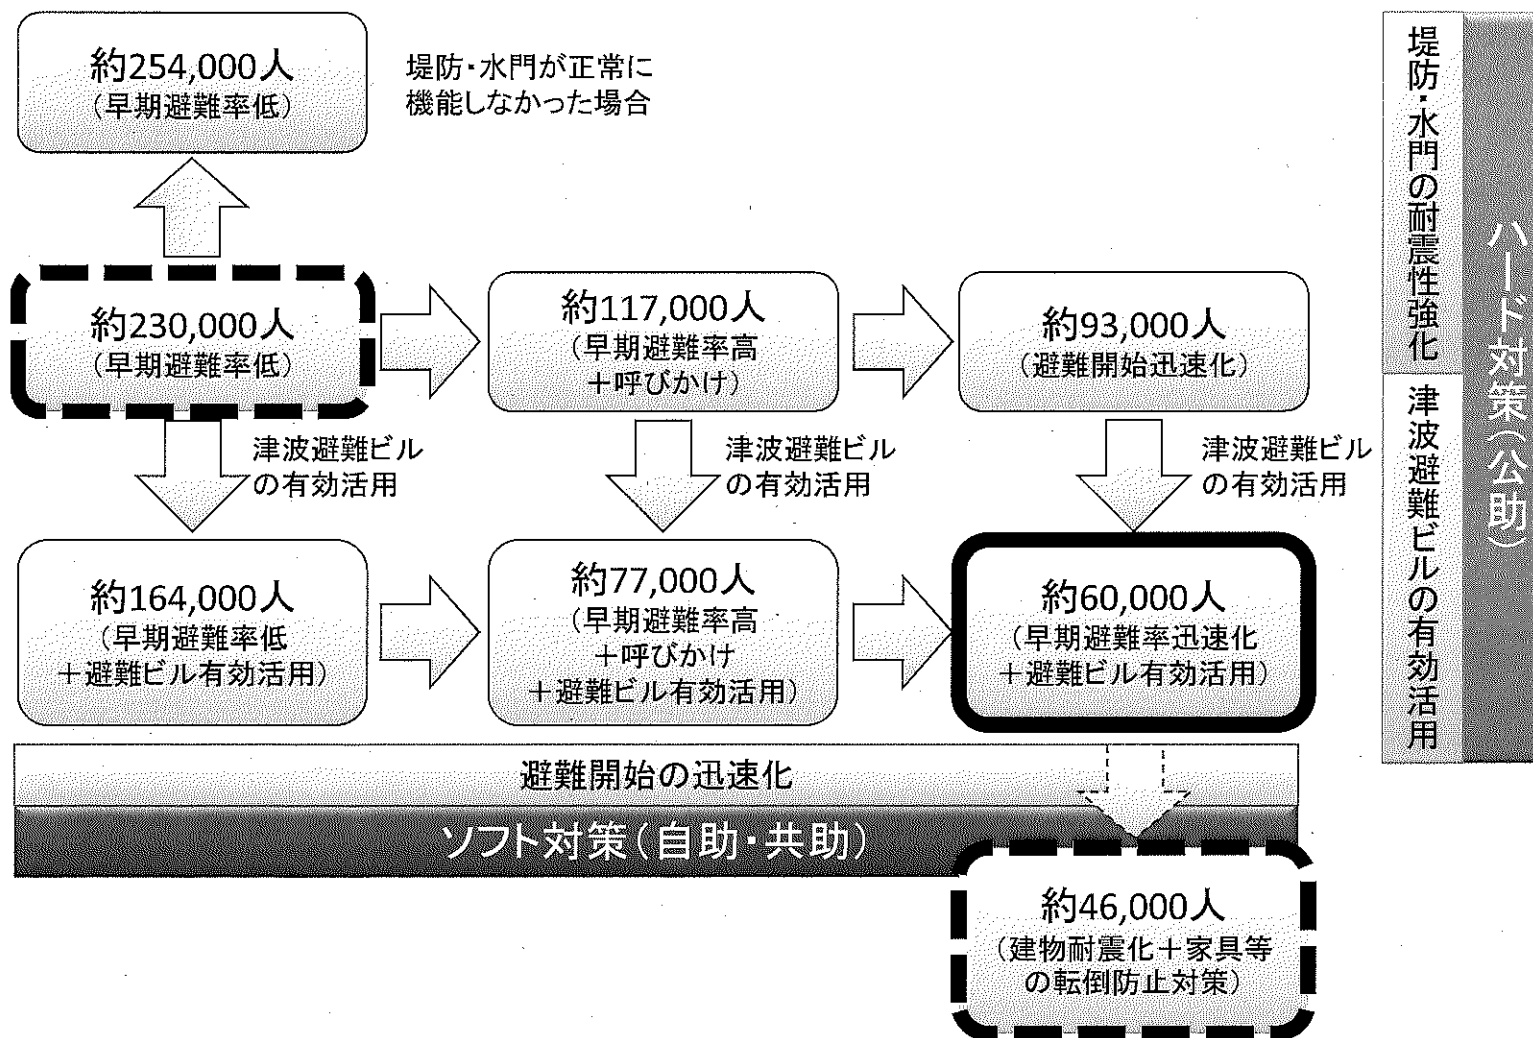 約254,000人
（早期避難率低）
堤防・水門が正常に
機能しなかった場合
約230,000人
（早期避難率低）
約117,000人
（早期避難率高
＋呼びかけ）
約93,000人
（避難開始迅速化）
津波避難ビル
の有効活用
津波避難ビル
の有効活用
津波避難ビル
の有効活用
約164,000人
（早期避難率低
＋避難ビル有効活用）
約77,000人
（早期避難率高
＋呼びかけ
＋避難ビル有効活用）
約60,000人
（早期避難率迅速化
＋避難ビル有効活用）
避難開始の迅速化
ソフト対策（自助・共助）
約46,000人
（建物耐震化＋家具等
の転倒防止対策）
堤防・水門の耐震性強化
津波避難ビルの有効活用
ハード対策（公助）